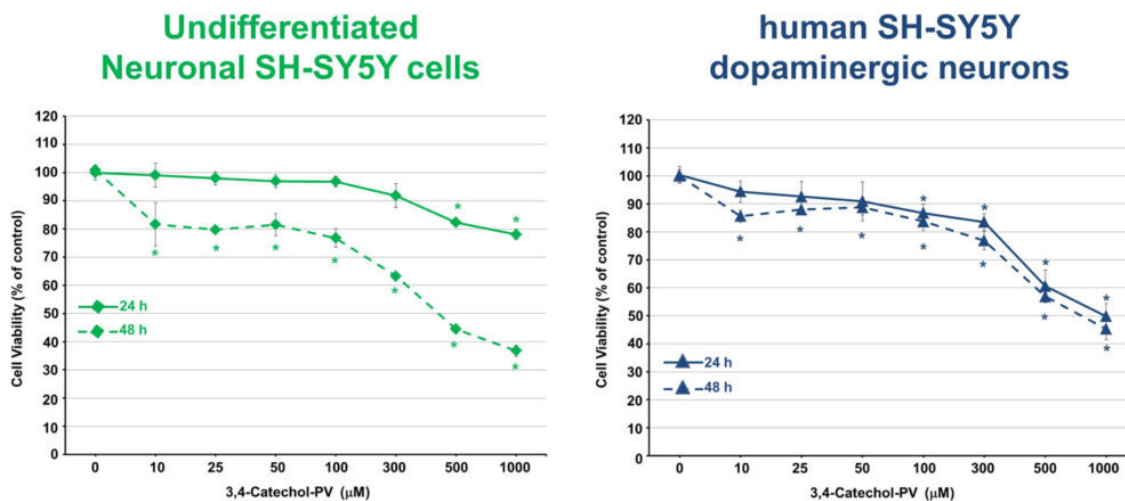 Undifferentiated
Neuronal SH-SY5Y cells
120
110
100
90
80
70
60
50
40
30
20
10
0
Cell Viability (% of control)
* *
* * * * * * *
24 h
48 h
0 10 25 50 100 300 500 1000
3,4-Catechol-PV (μM)
human SH-SY5Y
dopaminergic neurons
120
110
100
90
80
70
60
50
40
30
20
10
0
Cell Viability (% of control)
* * * *
* * * * * * *
24 h
48 h
0 10 25 50 100 300 500 1000
3,4-Catechol-PV (μM)